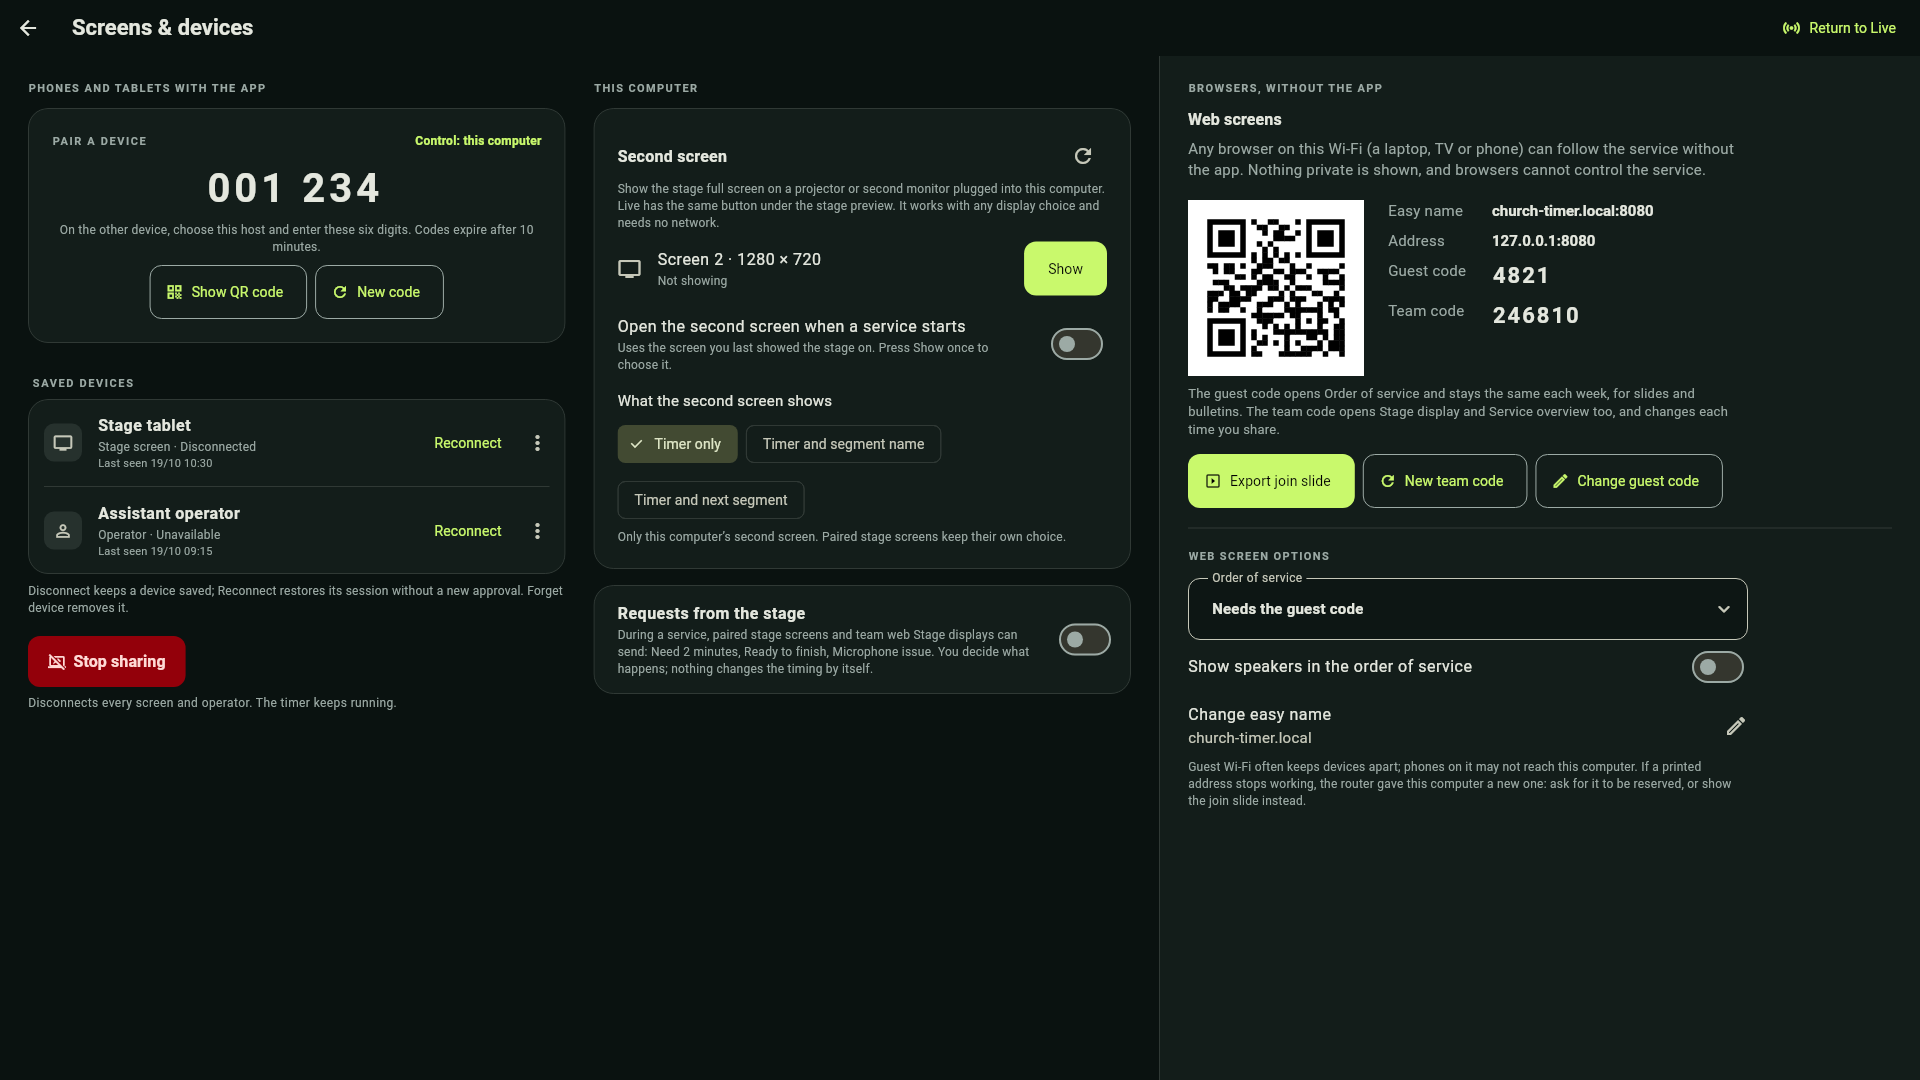 Screens & devices
Return to Live
PHONES AND TABLETS WITH THE APP
PAIR A DEVICE
Control: this computer
001 234
On the other device, choose this host and enter these six digits. Codes expire after 10
minutes.
Show QR code
New code
SAVED DEVICES
Stage tablet
Stage screen · Disconnected
Last seen 19/10 10:30
Reconnect
Assistant operator
Operator · Unavailable
Last seen 19/10 09:15
Reconnect
Disconnect keeps a device saved; Reconnect restores its session without a new approval. Forget
device removes it.
Stop sharing
Disconnects every screen and operator. The timer keeps running.
THIS COMPUTER
Second screen
Show the stage full screen on a projector or second monitor plugged into this computer.
Live has the same button under the stage preview. It works with any display choice and
needs no network.
Screen 2 · 1280 × 720
Not showing
Show
Open the second screen when a service starts
Uses the screen you last showed the stage on. Press Show once to
choose it.
What the second screen shows
Timer only
Timer and segment name
Timer and next segment
Only this computer's second screen. Paired stage screens keep their own choice.
Requests from the stage
During a service, paired stage screens and team web Stage displays can
send: Need 2 minutes, Ready to finish, Microphone issue. You decide what
happens; nothing changes the timing by itself.
BROWSERS, WITHOUT THE APP
Web screens
Any browser on this Wi-Fi (a laptop, TV or phone) can follow the service without
the app. Nothing private is shown, and browsers cannot control the service.
Easy name
church-timer.local:8080
Address
127.0.0.1:8080
Guest code
4821
Team code
246810
The guest code opens Order of service and stays the same each week, for slides and
bulletins. The team code opens Stage display and Service overview too, and changes each
time you share.
Export join slide
New team code
Change guest code
WEB SCREEN OPTIONS
Order of service
Needs the guest code
Show speakers in the order of service
Change easy name
church-timer.local
Guest Wi-Fi often keeps devices apart; phones on it may not reach this computer. If a printed
address stops working, the router gave this computer a new one: ask for it to be reserved, or show
the join slide instead.